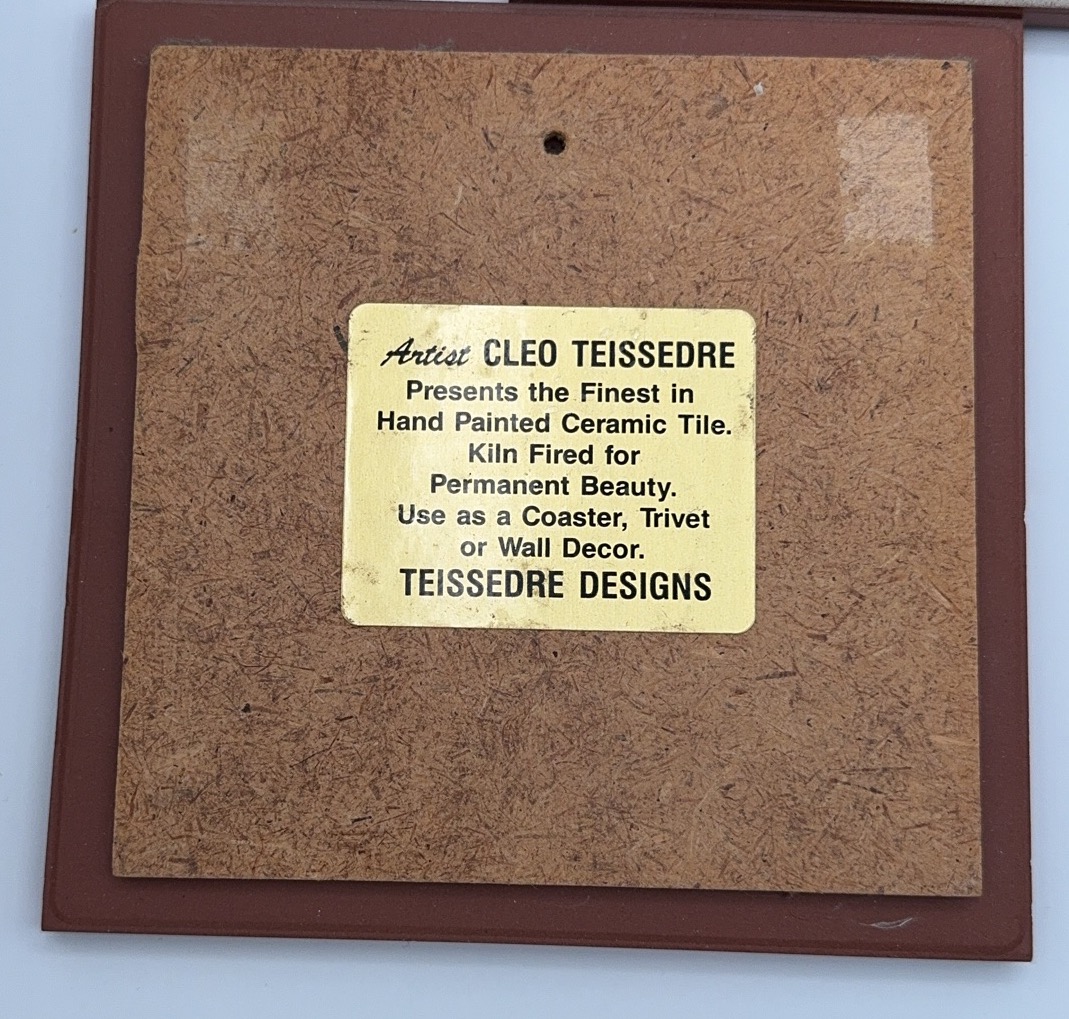 Artist CLEO TEISSEDRE
Presents the Finest in
Hand Painted Ceramic Tile.
Kiln Fired for
Permanent Beauty.
Use as a Coaster, Trivet
or Wall Decor.
TEISSEDRE DESIGNS